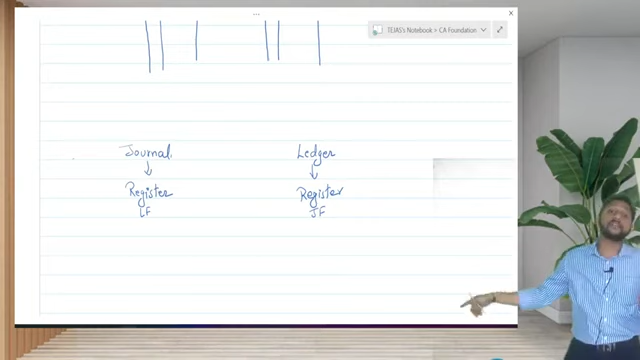 TEJAS's Notebook > CA Foundation
Journal. Ledger
Register Register
LF JF